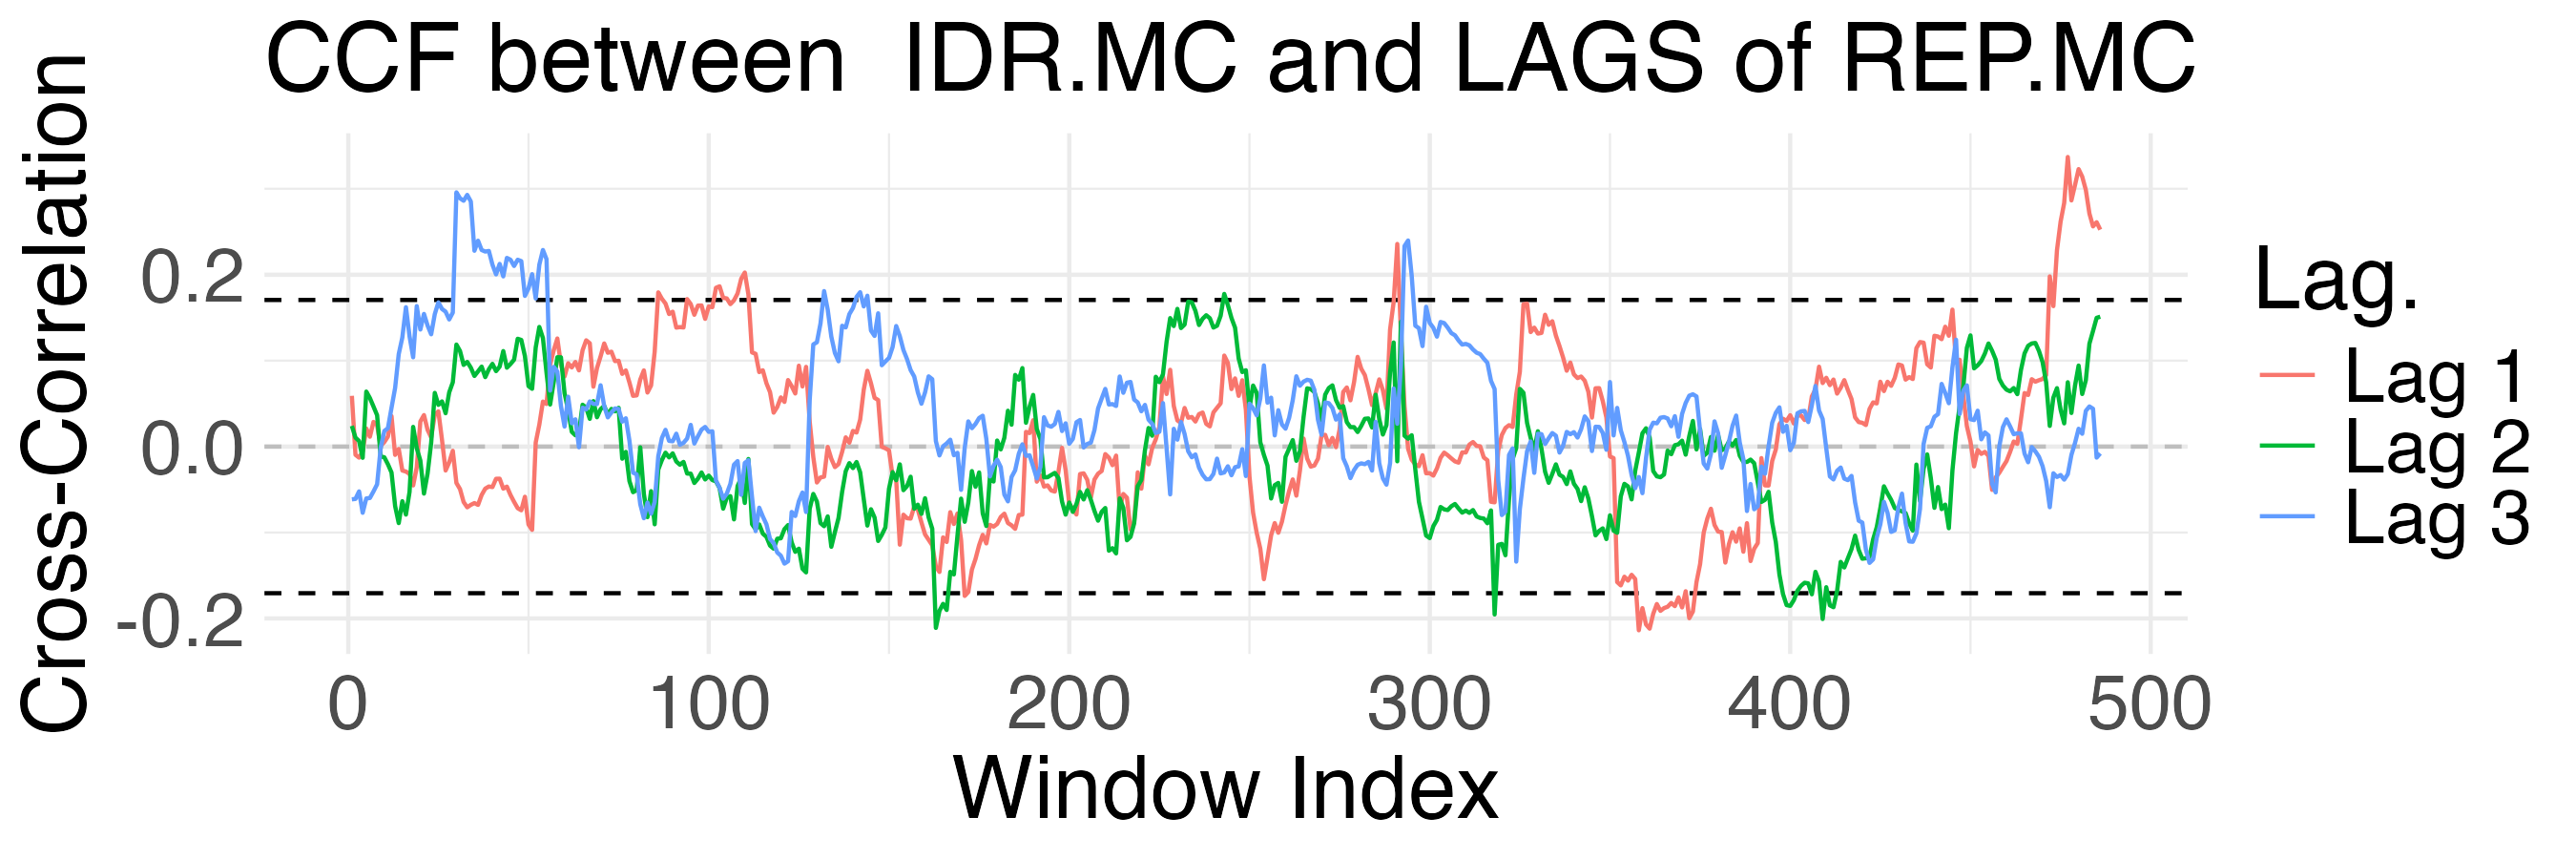 CCF between  IDR.MC and LAGS of REP.MC
Cross-Correlation
0.2
0.0
-0.2
0 100 200 300 400 500
Window Index
Lag.
Lag 1
Lag 2
Lag 3